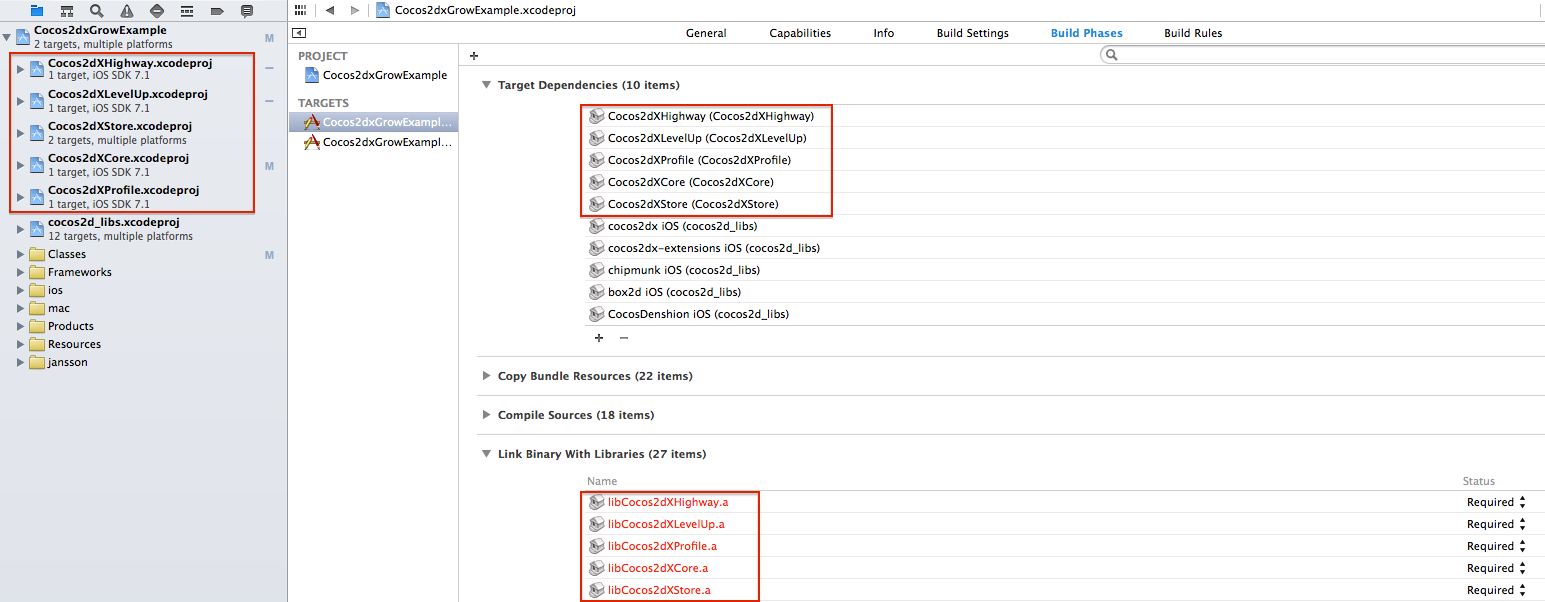 Cocos2dxGrowExample.xcodeproj
Cocos2dxGrowExample
2 targets, multiple platforms
M
Cocos2dXHighway.xcodeproj
1 target, iOS SDK 7.1
Cocos2dXLevelUp.xcodeproj
1 target, iOS SDK 7.1
Cocos2dXStore.xcodeproj
2 targets, multiple platforms
Cocos2dXCore.xcodeproj
1 target, iOS SDK 7.1
M
Cocos2dXProfile.xcodeproj
1 target, iOS SDK 7.1
cocos2d_libs.xcodeproj
12 targets, multiple platforms
Classes
M
Frameworks
ios
mac
Products
Resources
jansson
General
Capabilities
Info
Build Settings
Build Phases
Build Rules
PROJECT
Cocos2dxGrowExample
TARGETS
Cocos2dxGrowExampl...
Cocos2dxGrowExampl...
Target Dependencies (10 items)
Cocos2dXHighway (Cocos2dXHighway)
Cocos2dXLevelUp (Cocos2dXLevelUp)
Cocos2dXProfile (Cocos2dXProfile)
Cocos2dXCore (Cocos2dXCore)
Cocos2dXStore (Cocos2dXStore)
cocos2dx iOS (cocos2d_libs)
cocos2dx-extensions iOS (cocos2d_libs)
chipmunk iOS (cocos2d_libs)
box2d iOS (cocos2d_libs)
CocosDenshion iOS (cocos2d_libs)
Copy Bundle Resources (22 items)
Compile Sources (18 items)
Link Binary With Libraries (27 items)
Name Status
libCocos2dXHighway.a Required
libCocos2dXLevelUp.a Required
libCocos2dXProfile.a Required
libCocos2dXCore.a Required
libCocos2dXStore.a Required